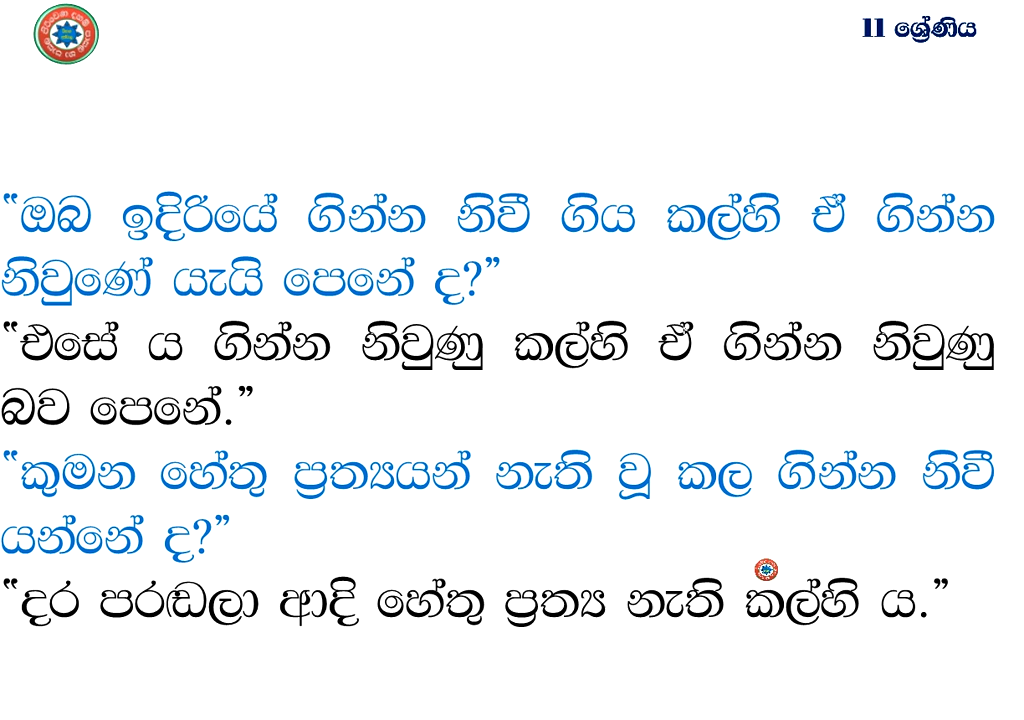 11 ශ්‍රේණිය
“ඔබ ඉදිරියේ ගින්න නිවී ගිය කල්හි ඒ ගින්න
නිවුණේ යැයි පෙනේ ද?”
“එසේ ය ගින්න නිවුණු කල්හි ඒ ගින්න නිවුණු
බව පෙනේ.”
“කුමන හේතු ප්‍රත්‍යයන් නැති වූ කල ගින්න නිවී
යන්නේ ද?”
“දර පරඬලා ආදි හේතු ප්‍රත්‍ය නැති කල්හි ය.”